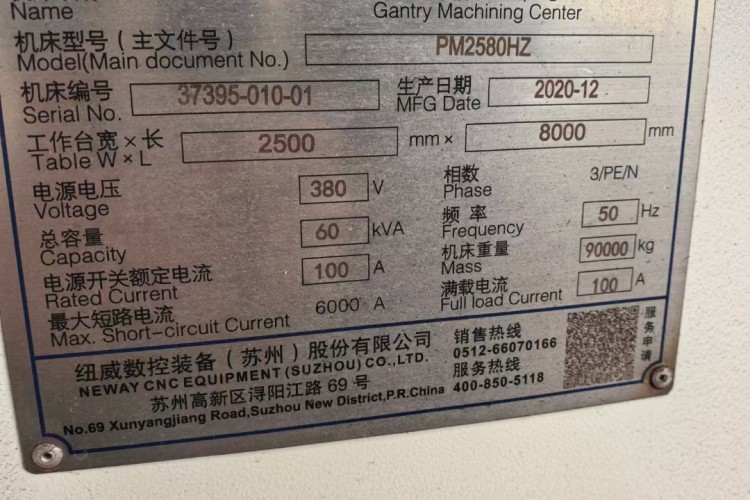 Name
Gantry Machining Center
机床型号（主文件号）
Model(Main document No.)
PM2580HZ
机床编号
Serial No.
37395-010-01
生产日期
MFG Date
2020-12
工作台宽×长
Table W×L
2500
mm×
8000
mm
电源电压
Voltage
380
V
相数
Phase
3/PE/N
总容量
Capacity
60
kVA
频 率
Frequency
50
Hz
电源开关额定电流
Rated Current
100
A
机床重量
Mass
90000
kg
最大短路电流
Max. Short-circuit Current
6000
A
满载电流
Full load Current
100
A
纽威数控装备（苏州）股份有限公司
NEWAY CNC EQUIPMENT (SUZHOU) CO.,LTD.
苏州高新区浔阳江路 69 号
No.69 Xunyangjiang Road,Suzhou New District,P.R.China
销售热线
0512-66070166
服务热线
400-850-5118
服务申请